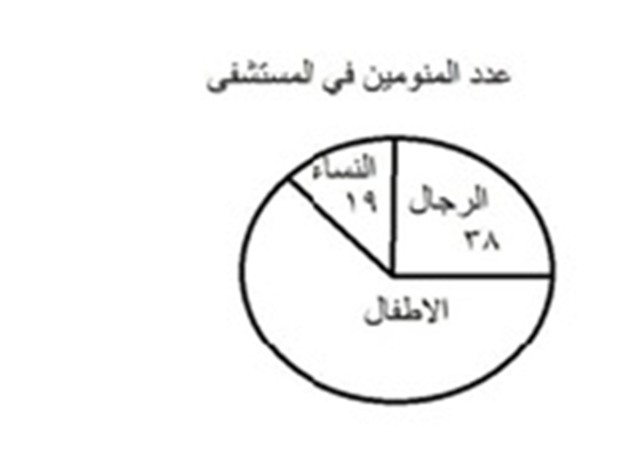 عدد المنومين في المستشفى
النساء
١٩
الرجال
٣٨
الاطفال